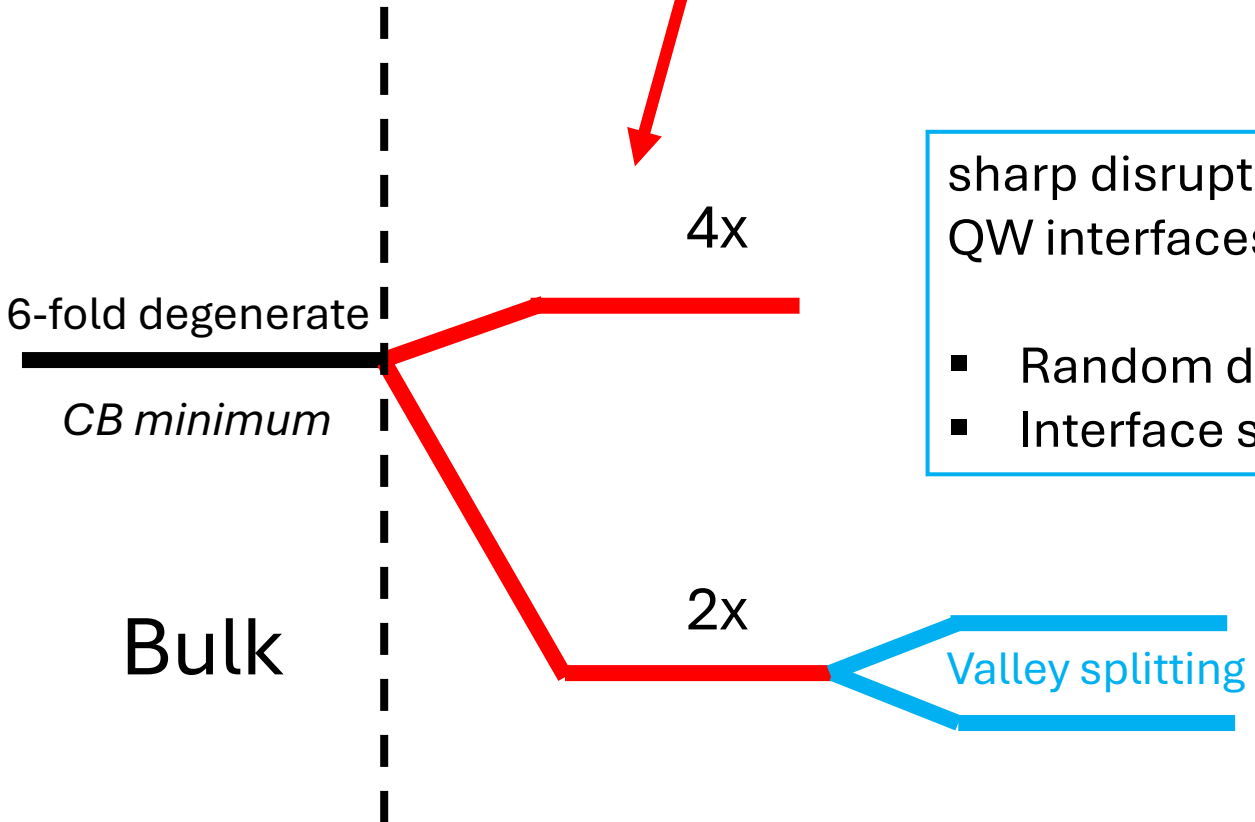 4x
sharp disrupt
QW interfaces
▪ Random d
▪ Interface s
6-fold degenerate
CB minimum
2x
Bulk
Valley splitting